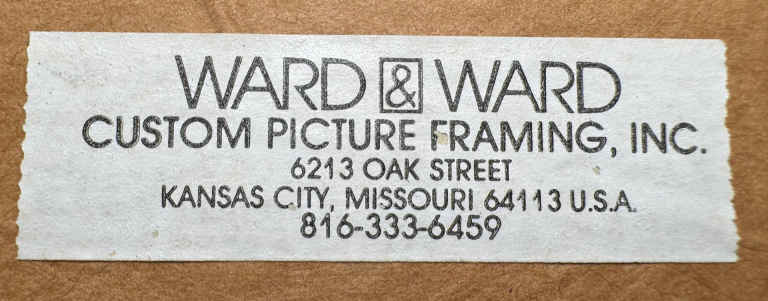 WARD & WARD
CUSTOM PICTURE FRAMING, INC.
6213 OAK STREET
KANSAS CITY, MISSOURI 64113 U.S.A.
816-333-6459